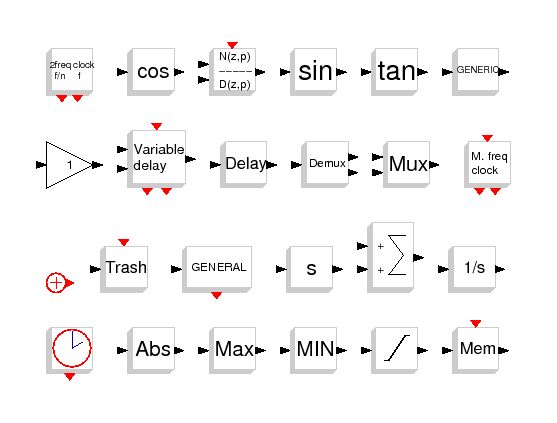 2freq clock
f/n f
cos
N(z,p)
-----
D(z,p)
sin
tan
GENERIC
1
Variable
delay
Delay
Demux
Mux
M. freq
clock
Trash
GENERAL
s
+
+
1/s
Abs
Max
MIN
Mem